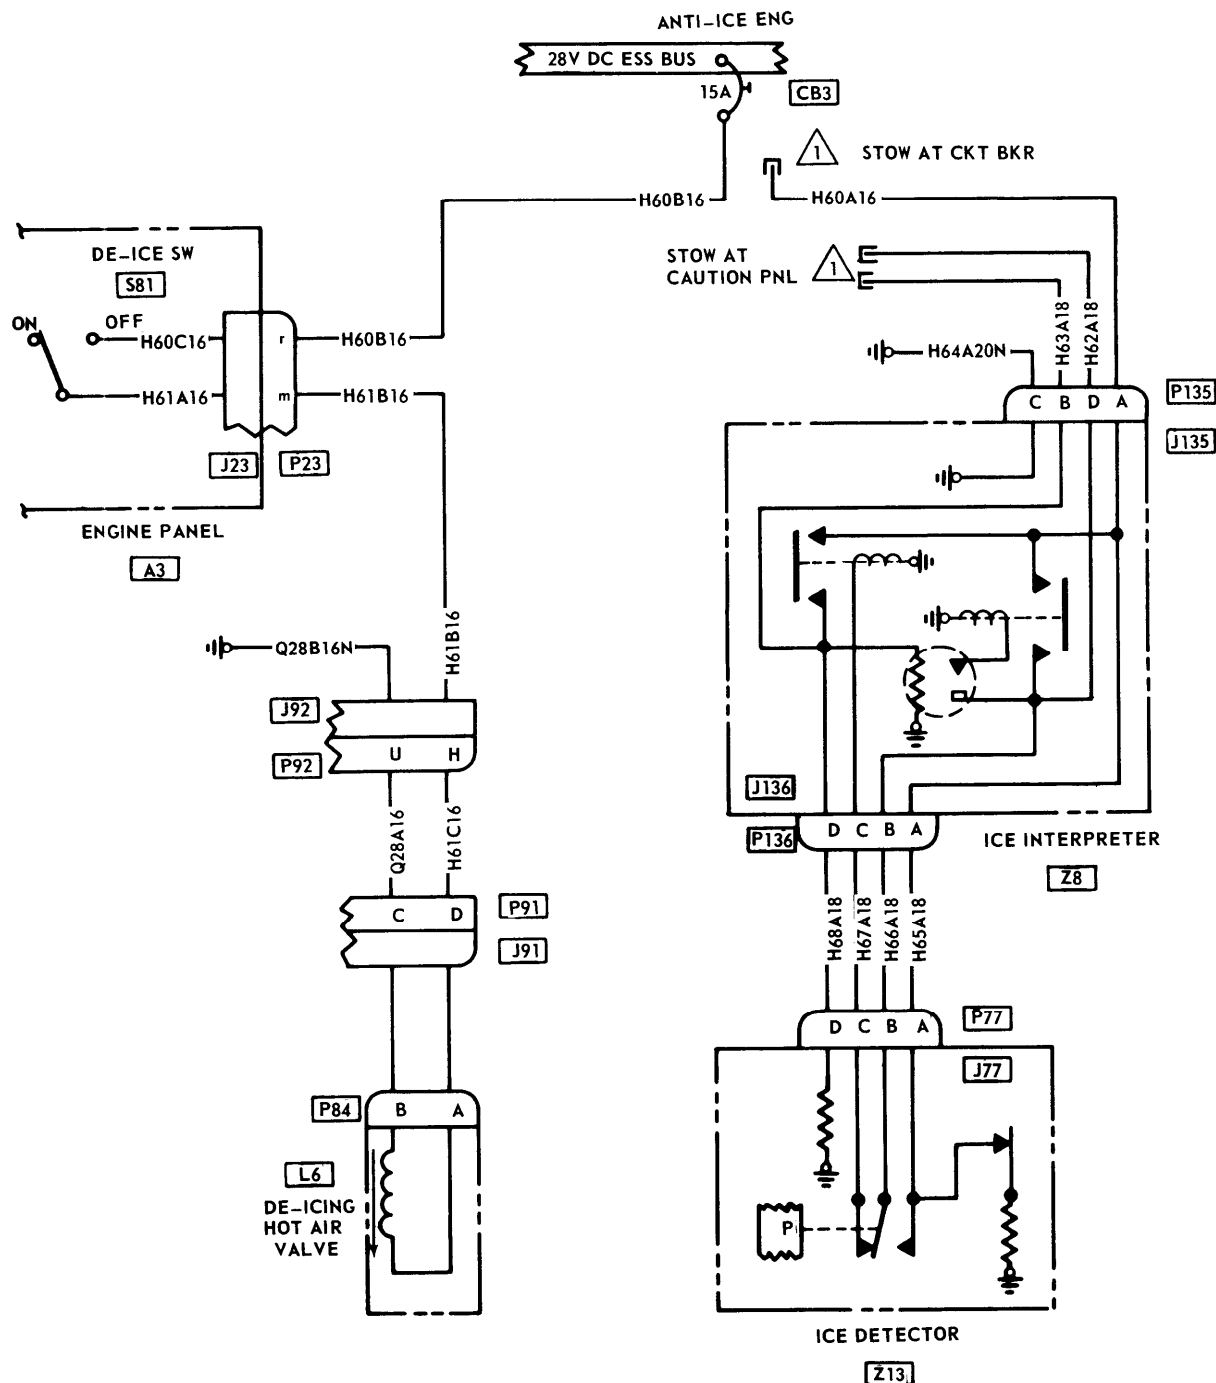 ANTI-ICE ENG
28V DC ESS BUS
15A
CB3
1
STOW AT CKT BKR
H60B16
H60A16
DE-ICE SW
S81
STOW AT
CAUTION PNL
1
ON
OFF
H60C16
r
H60B16
H63A18
H62A18
H64A20N
H61A16
m
H61B16
C B D A
P135
J135
J23
P23
ENGINE PANEL
A3
H61B16
Q28B16N
J92
P92
U H
J136
P136
D C B A
ICE INTERPRETER
Z8
Q28A16
H61C16
C D
P91
J91
H68A18
H67A18
H66A18
H65A18
D C B A
P77
J77
P84
B A
L6
DE-ICING
HOT AIR
VALVE
P
ICE DETECTOR
Z13